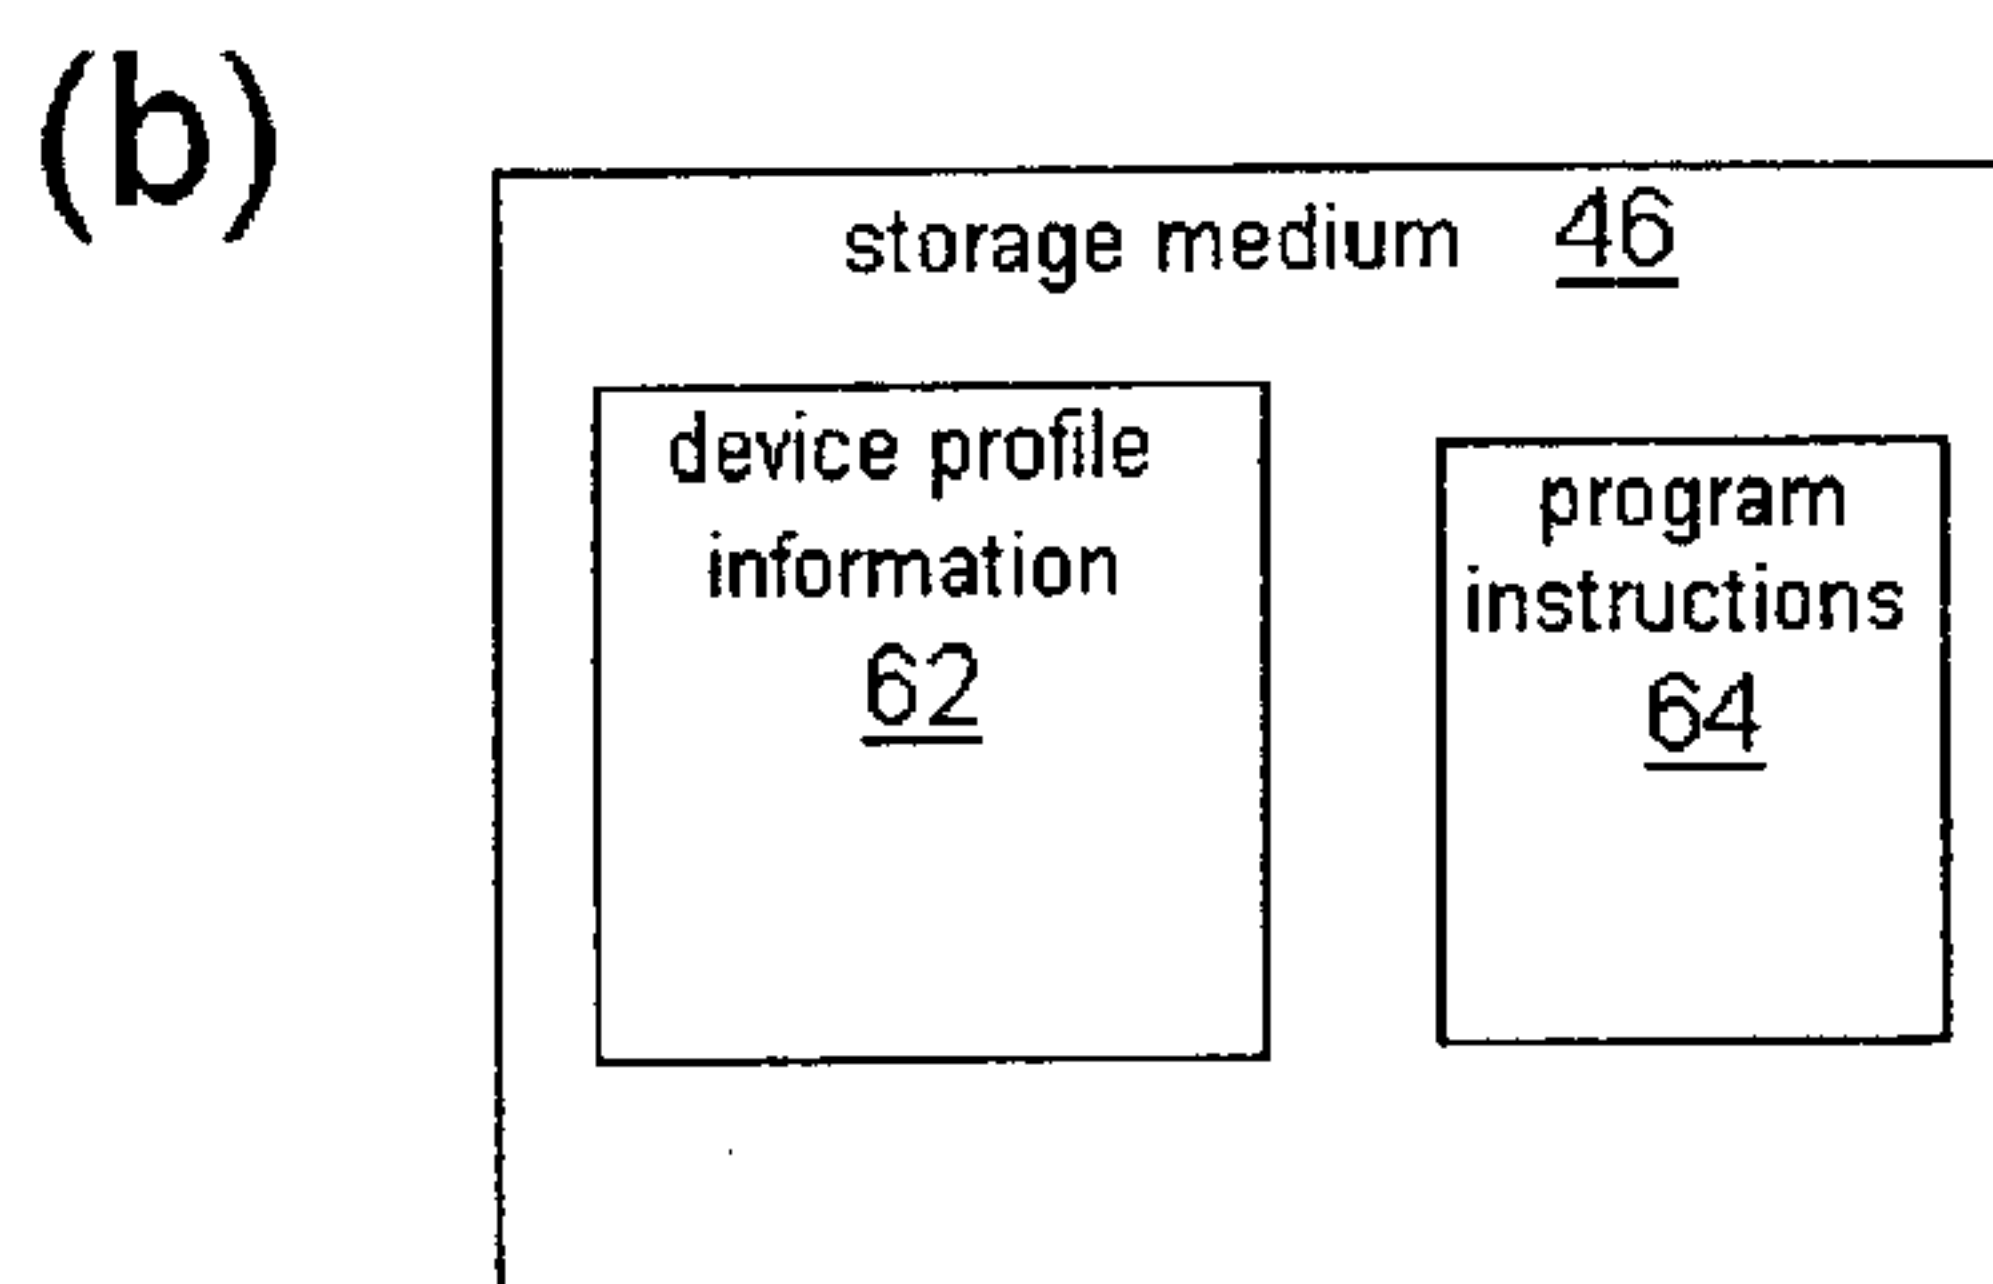 (b)
storage medium 46
device profile
information
62
program
instructions
64